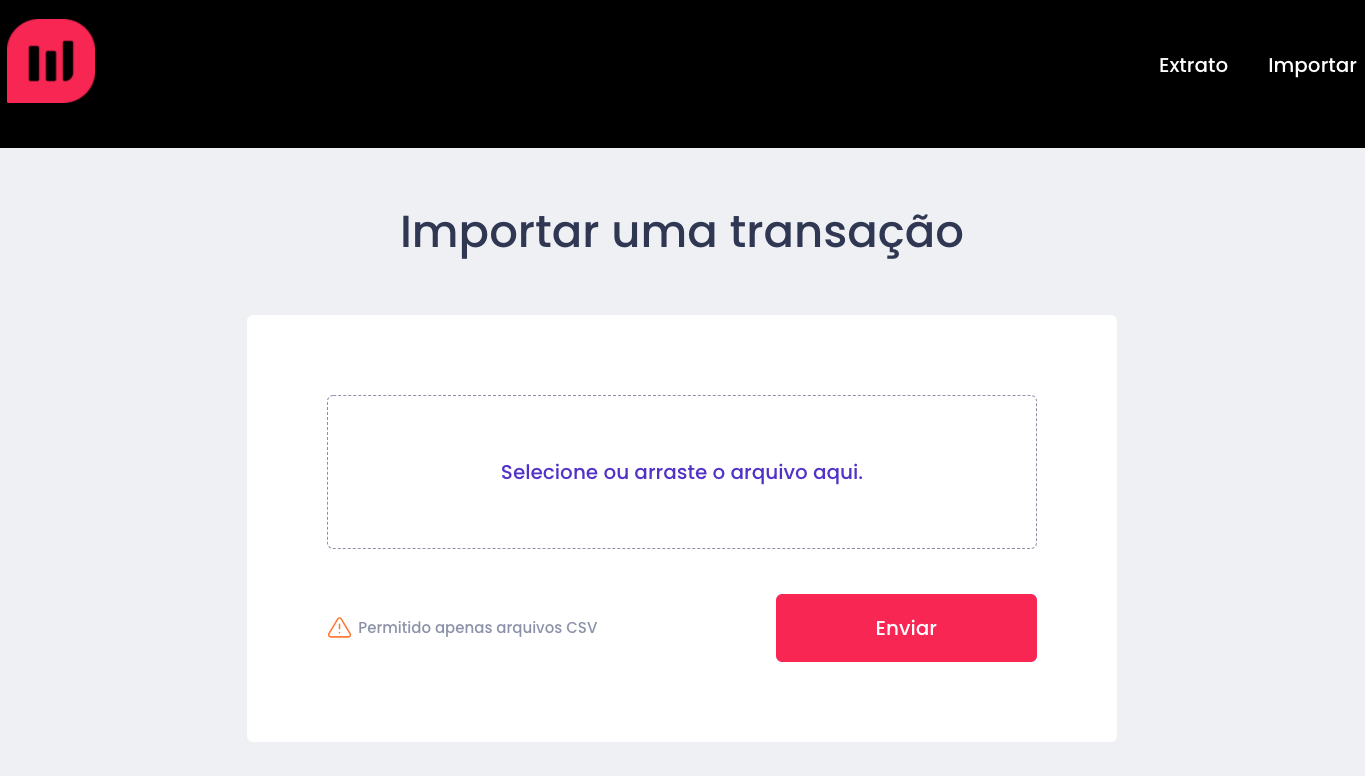 Extrato
Importar
Importar uma transação
Selecione ou arraste o arquivo aqui.
Permitido apenas arquivos CSV
Enviar